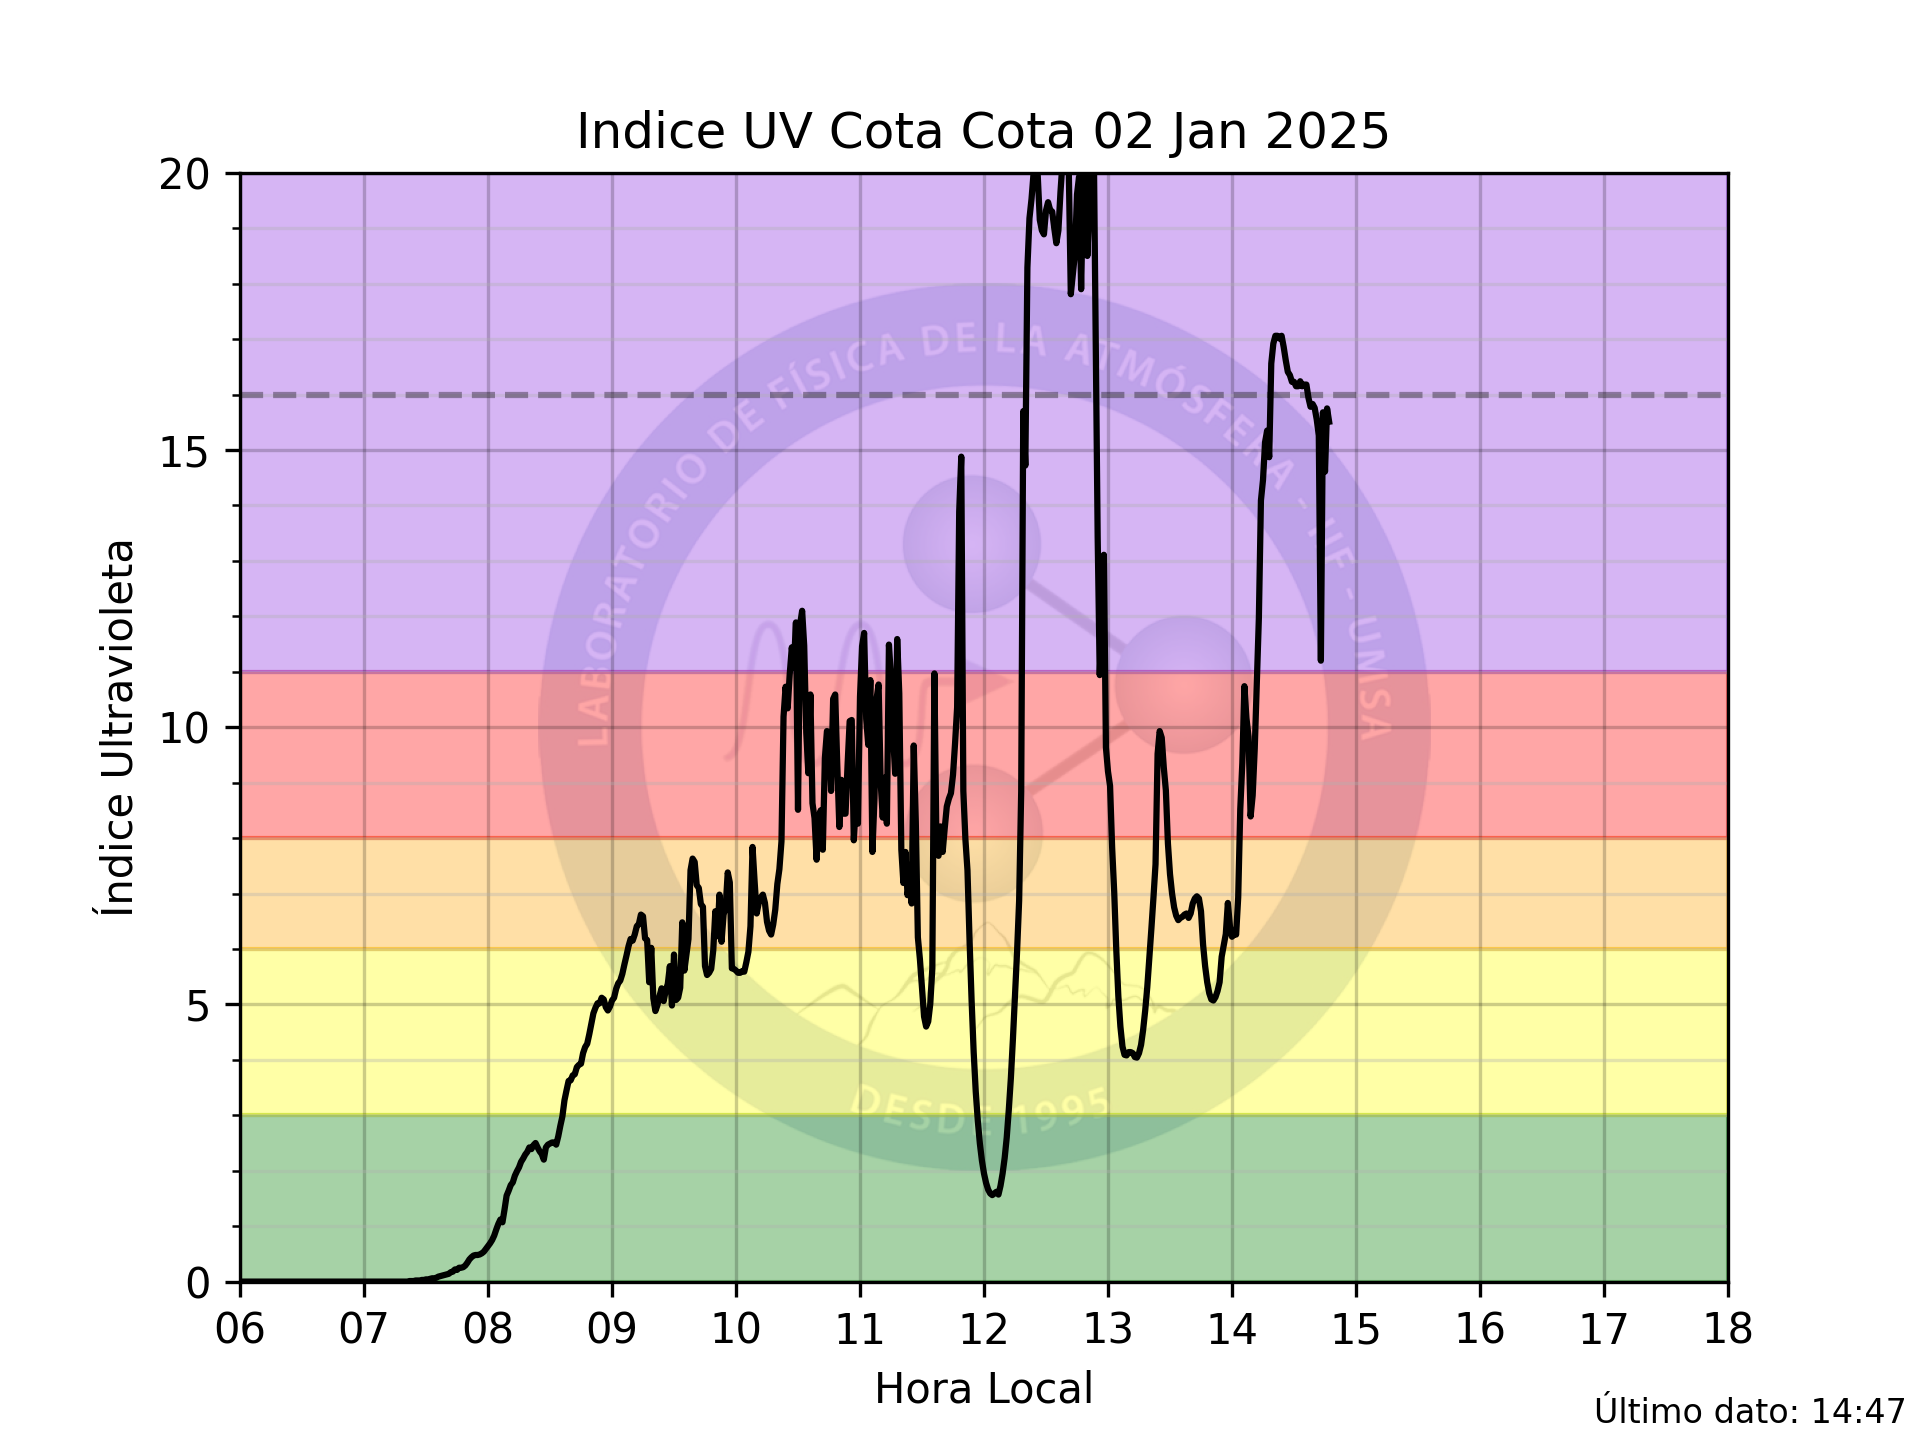 Indice UV Cota Cota 02 Jan 2025
20
15
10
5
0
Índice Ultravioleta
LABORATORIO DE FÍSICA DE LA ATMÓSFERA - IIF - UMSA
DESDE 1995
06 07 08 09 10 11 12 13 14 15 16 17 18
Hora Local
Último dato: 14:47